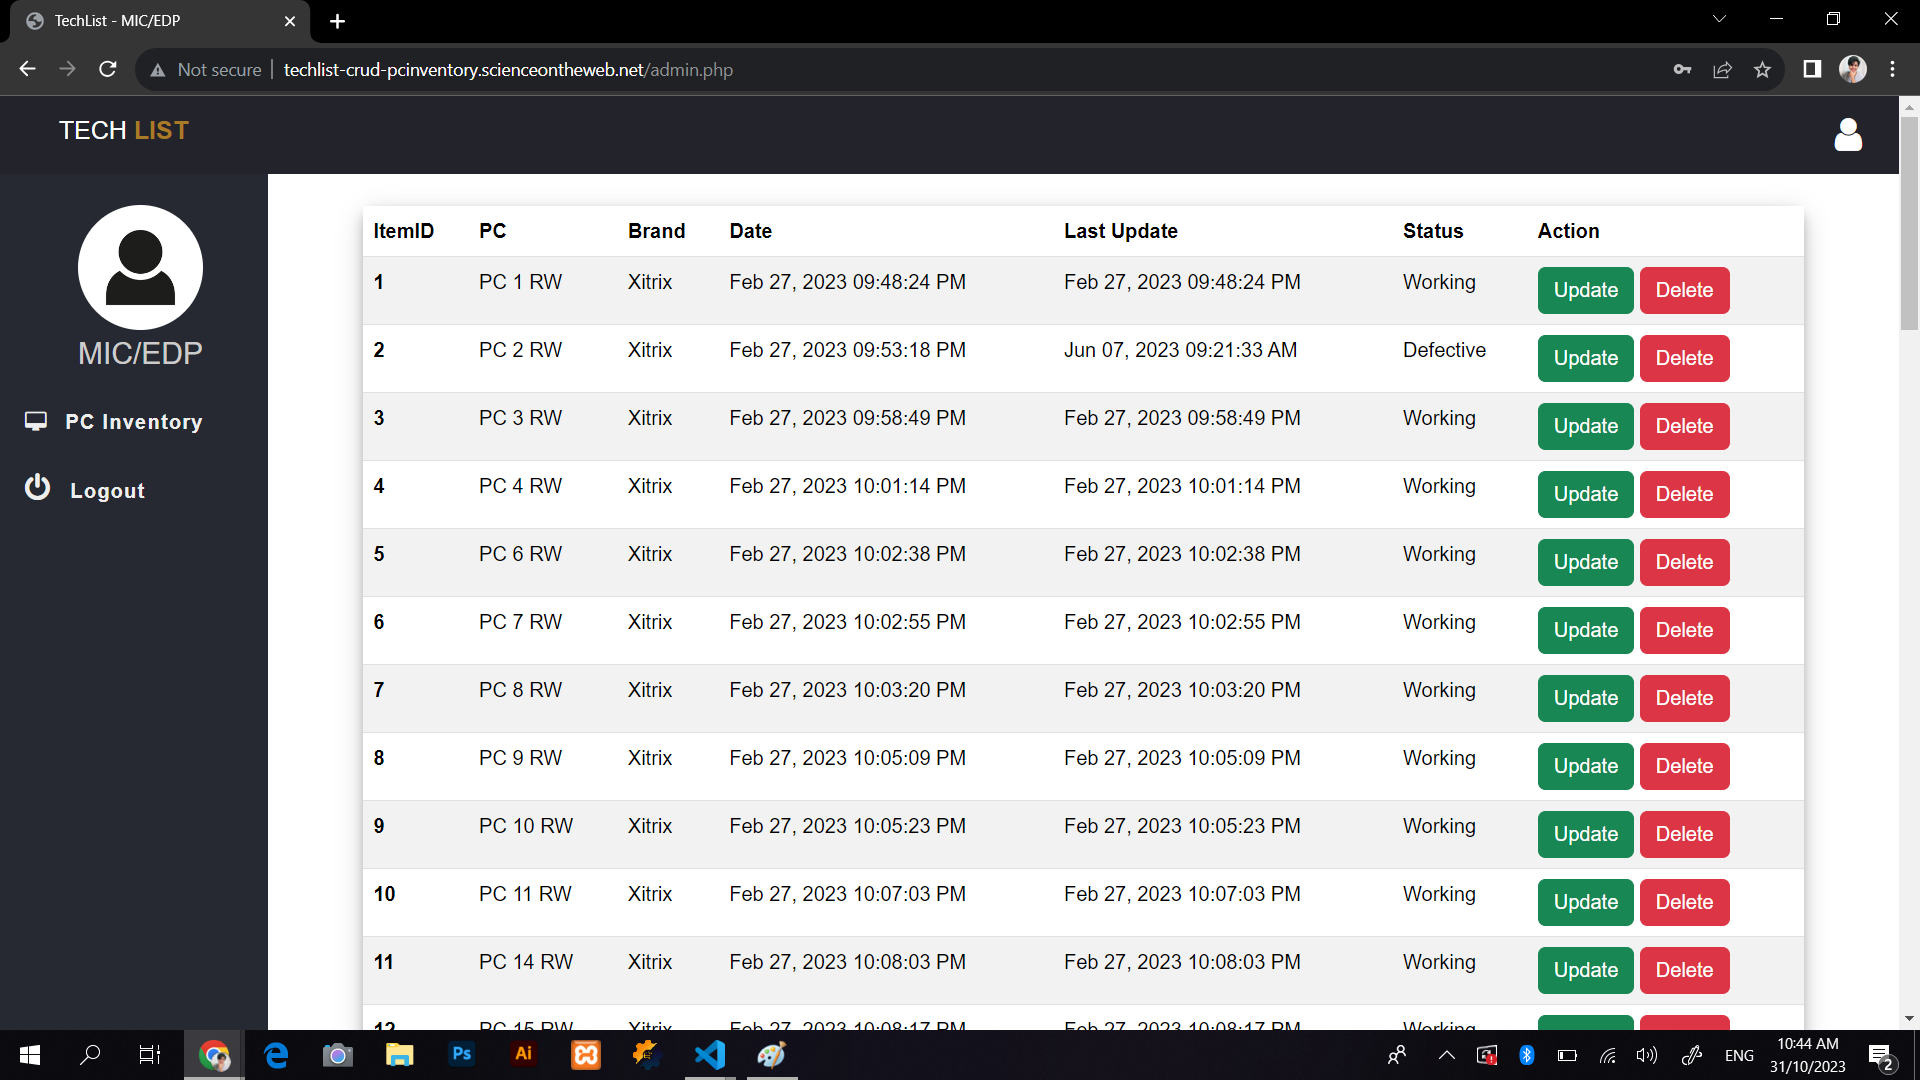 TechList - MIC/EDP
Not secure techlist-crud-pcinventory.scienceontheweb.net/admin.php
TECH LIST
MIC/EDP
PC Inventory
Logout
ItemID PC Brand Date Last Update Status Action
1 PC 1 RW Xitrix Feb 27, 2023 09:48:24 PM Feb 27, 2023 09:48:24 PM Working Update Delete
2 PC 2 RW Xitrix Feb 27, 2023 09:53:18 PM Jun 07, 2023 09:21:33 AM Defective Update Delete
3 PC 3 RW Xitrix Feb 27, 2023 09:58:49 PM Feb 27, 2023 09:58:49 PM Working Update Delete
4 PC 4 RW Xitrix Feb 27, 2023 10:01:14 PM Feb 27, 2023 10:01:14 PM Working Update Delete
5 PC 6 RW Xitrix Feb 27, 2023 10:02:38 PM Feb 27, 2023 10:02:38 PM Working Update Delete
6 PC 7 RW Xitrix Feb 27, 2023 10:02:55 PM Feb 27, 2023 10:02:55 PM Working Update Delete
7 PC 8 RW Xitrix Feb 27, 2023 10:03:20 PM Feb 27, 2023 10:03:20 PM Working Update Delete
8 PC 9 RW Xitrix Feb 27, 2023 10:05:09 PM Feb 27, 2023 10:05:09 PM Working Update Delete
9 PC 10 RW Xitrix Feb 27, 2023 10:05:23 PM Feb 27, 2023 10:05:23 PM Working Update Delete
10 PC 11 RW Xitrix Feb 27, 2023 10:07:03 PM Feb 27, 2023 10:07:03 PM Working Update Delete
11 PC 14 RW Xitrix Feb 27, 2023 10:08:03 PM Feb 27, 2023 10:08:03 PM Working Update Delete
12 PC 15 RW Xitrix Feb 27, 2023 10:08:17 PM Feb 27, 2023 10:08:17 PM Working
Ps Ai
ENG
10:44 AM
31/10/2023
2